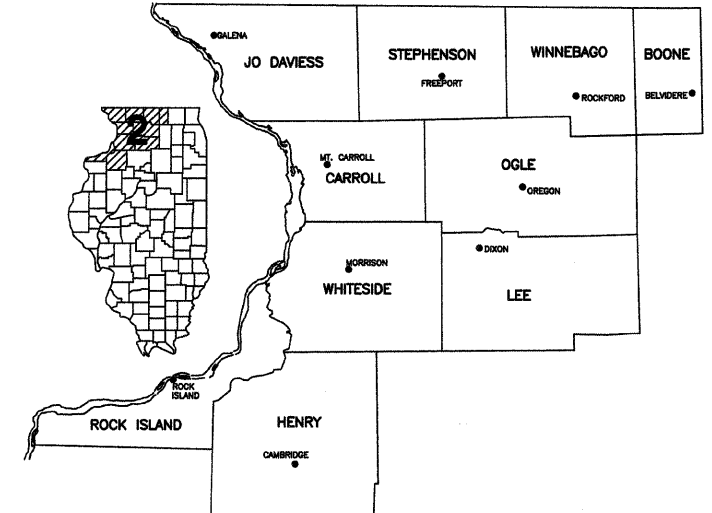 GALENA
JO DAVIESS
STEPHENSON
FREEPORT
WINNEBAGO
ROCKFORD
BOONE
BELVIDERE
2
MT. CARROLL
CARROLL
OGLE
OREGON
MORRISON
WHITESIDE
DIXON
LEE
ROCK
ISLAND
ROCK ISLAND
HENRY
CAMBRIDGE